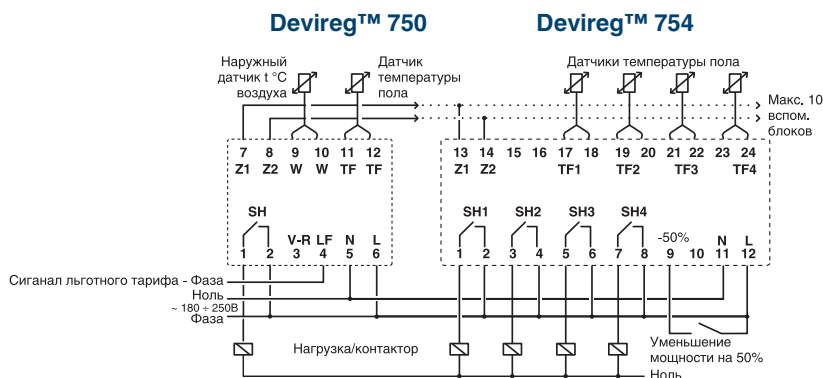 Devireg™ 750
Devireg™ 754
Наружный
датчик t °C
воздуха
Датчик
температуры
пола
Датчики температуры пола
Макс. 10
вспом.
блоков
7 8 9 10 11 12
Z1 Z2 W W TF TF
13 14 15 16 17 18 19 20 21 22 23 24
Z1 Z2 TF1 TF2 TF3 TF4
SH
V-R LF N L
1 2 3 4 5 6
SH1 SH2 SH3 SH4
-50% N L
1 2 3 4 5 6 7 8 9 10 11 12
Сиганал льготного тарифа - Фаза
Ноль
~ 180 ÷ 250В
Фаза
Нагрузка/контактор
Уменьшение
мощности на 50%
Ноль